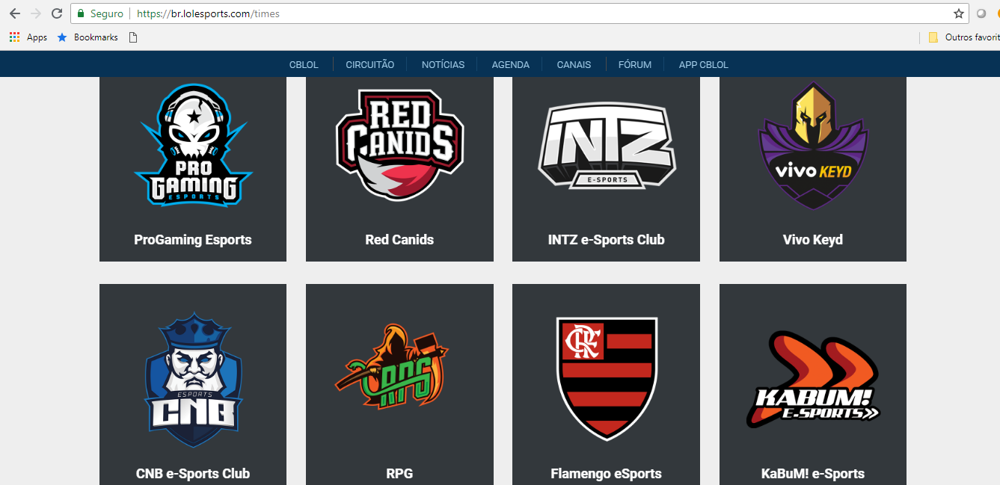 Seguro https://br.lolesports.com/times
Apps Bookmarks Outros favorit
CBLOL CIRCUITÃO NOTÍCIAS AGENDA CANAIS FÓRUM APP CBLOL
PRO
GAMING
ESPORTS
RED
CANIDS
INTZ
E-SPORTS
vivo KEYD
ProGaming Esports Red Canids INTZ e-Sports Club Vivo Keyd
ESPORTS
CNB
RPG
CRF
KABUM!
E-SPORTS
CNB e-Sports Club RPG Flamengo eSports KaBuM! e-Sports